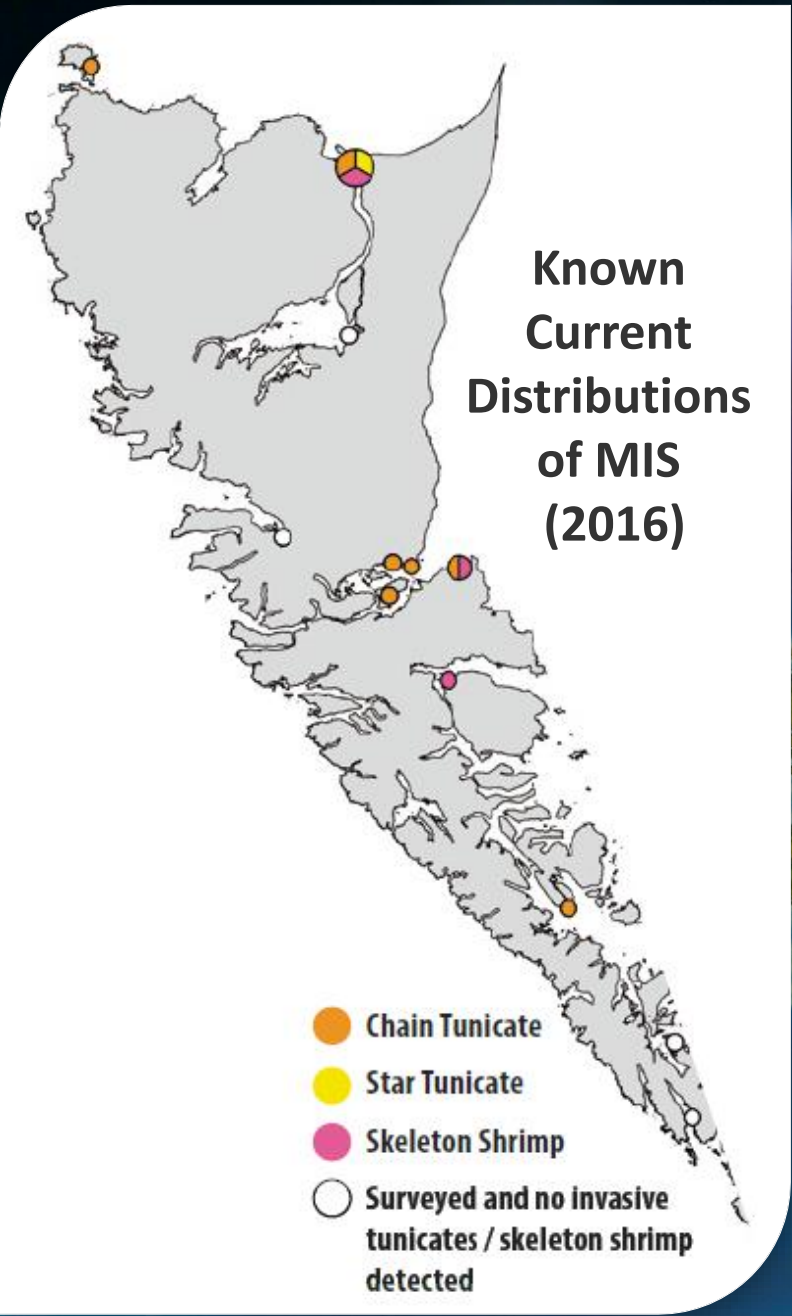 Known
Current
Distributions
of MIS
(2016)
Chain Tunicate
Star Tunicate
Skeleton Shrimp
Surveyed and no invasive
tunicates / skeleton shrimp
detected